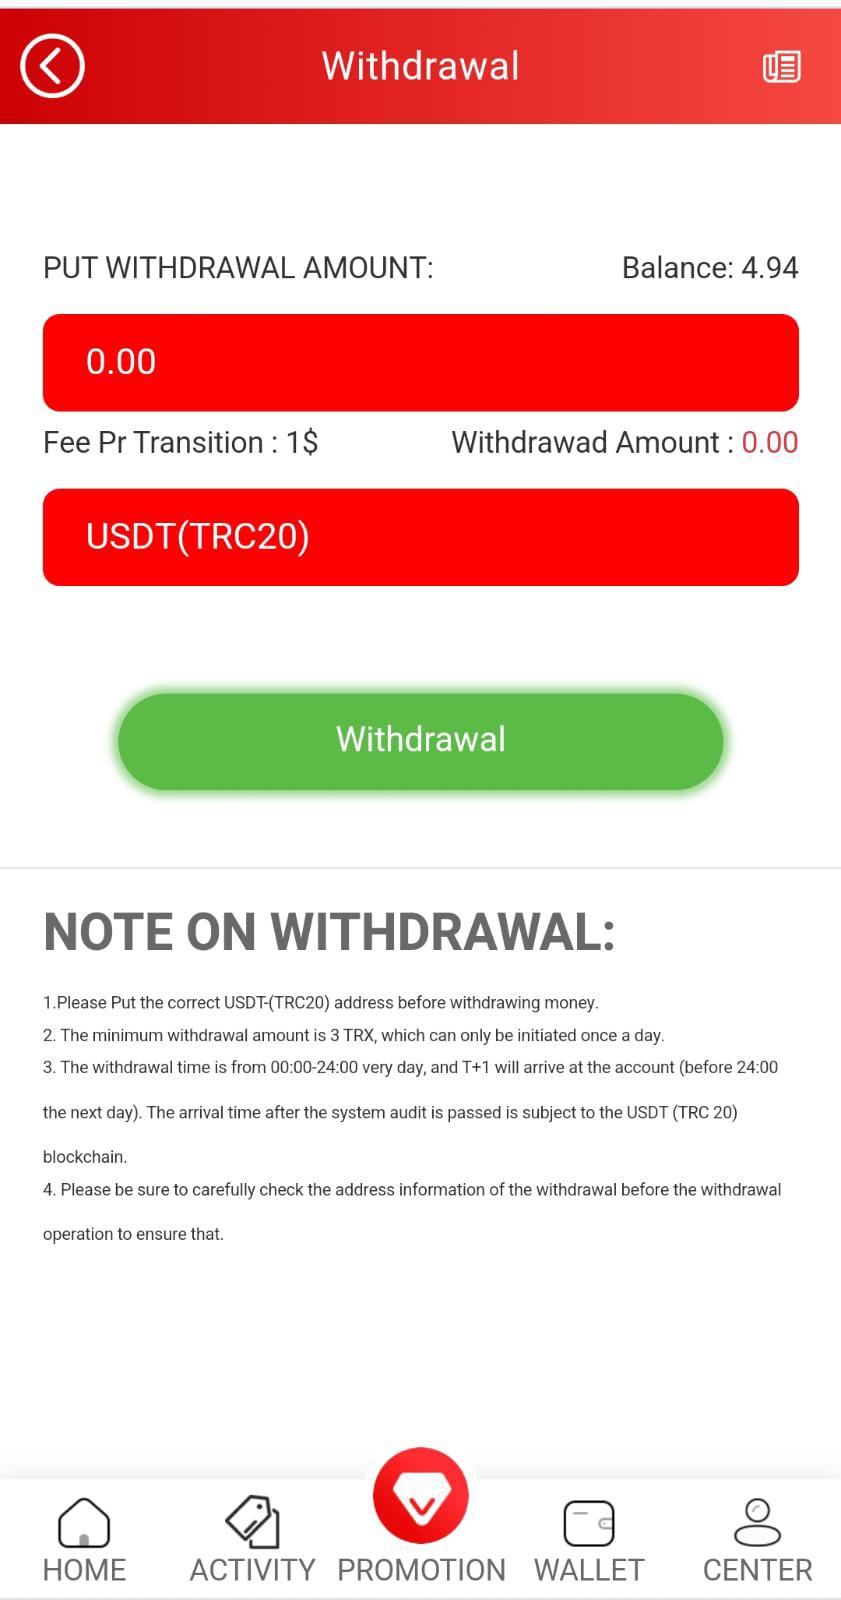 Withdrawal
PUT WITHDRAWAL AMOUNT: Balance: 4.94
0.00
Fee Pr Transition : 1$ Withdrawad Amount : 0.00
USDT(TRC20)
Withdrawal
NOTE ON WITHDRAWAL:
1.Please Put the correct USDT-(TRC20) address before withdrawing money.
2. The minimum withdrawal amount is 3 TRX, which can only be initiated once a day.
3. The withdrawal time is from 00:00-24:00 very day, and T+1 will arrive at the account (before 24:00
the next day). The arrival time after the system audit is passed is subject to the USDT (TRC 20)
blockchain.
4. Please be sure to carefully check the address information of the withdrawal before the withdrawal
operation to ensure that.
HOME ACTIVITY PROMOTION WALLET CENTER